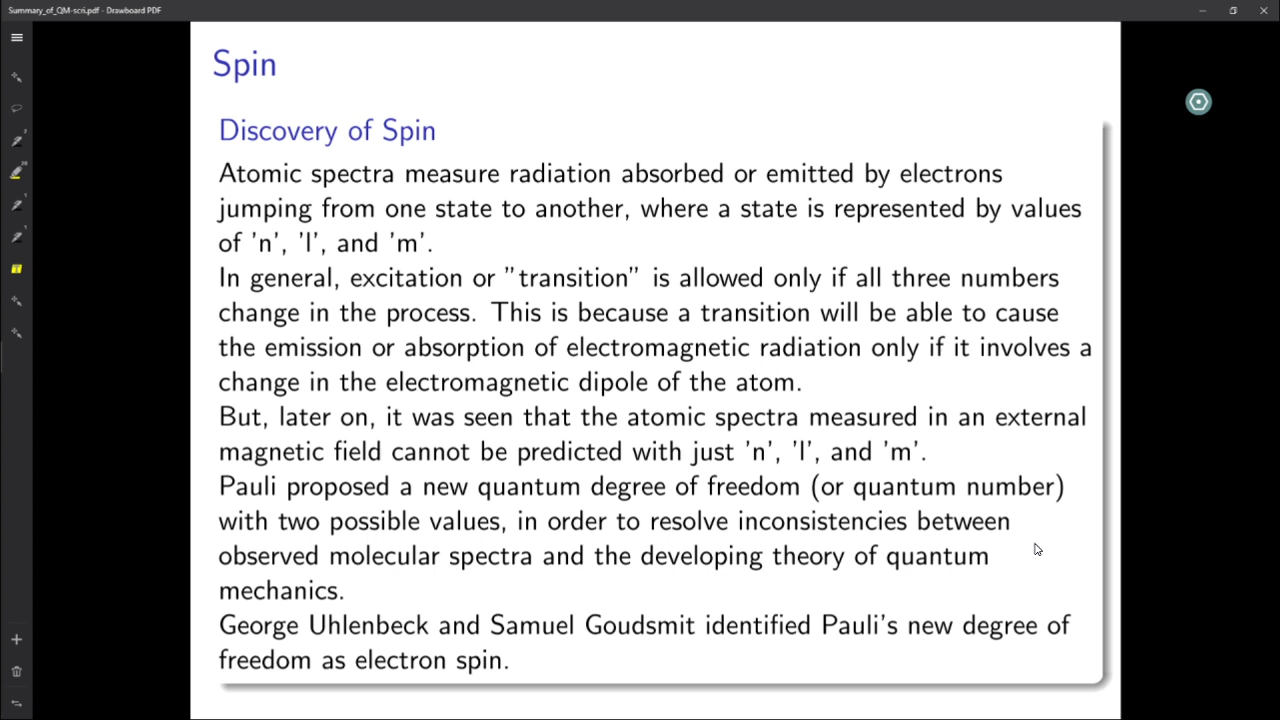 Summary_of_QM-scri.pdf - Drawboard PDF
Spin
Discovery of Spin
Atomic spectra measure radiation absorbed or emitted by electrons
jumping from one state to another, where a state is represented by values
of 'n', 'l', and 'm'.
In general, excitation or "transition" is allowed only if all three numbers
change in the process. This is because a transition will be able to cause
the emission or absorption of electromagnetic radiation only if it involves a
change in the electromagnetic dipole of the atom.
But, later on, it was seen that the atomic spectra measured in an external
magnetic field cannot be predicted with just 'n', 'l', and 'm'.
Pauli proposed a new quantum degree of freedom (or quantum number)
with two possible values, in order to resolve inconsistencies between
observed molecular spectra and the developing theory of quantum
mechanics.
George Uhlenbeck and Samuel Goudsmit identified Pauli's new degree of
freedom as electron spin.